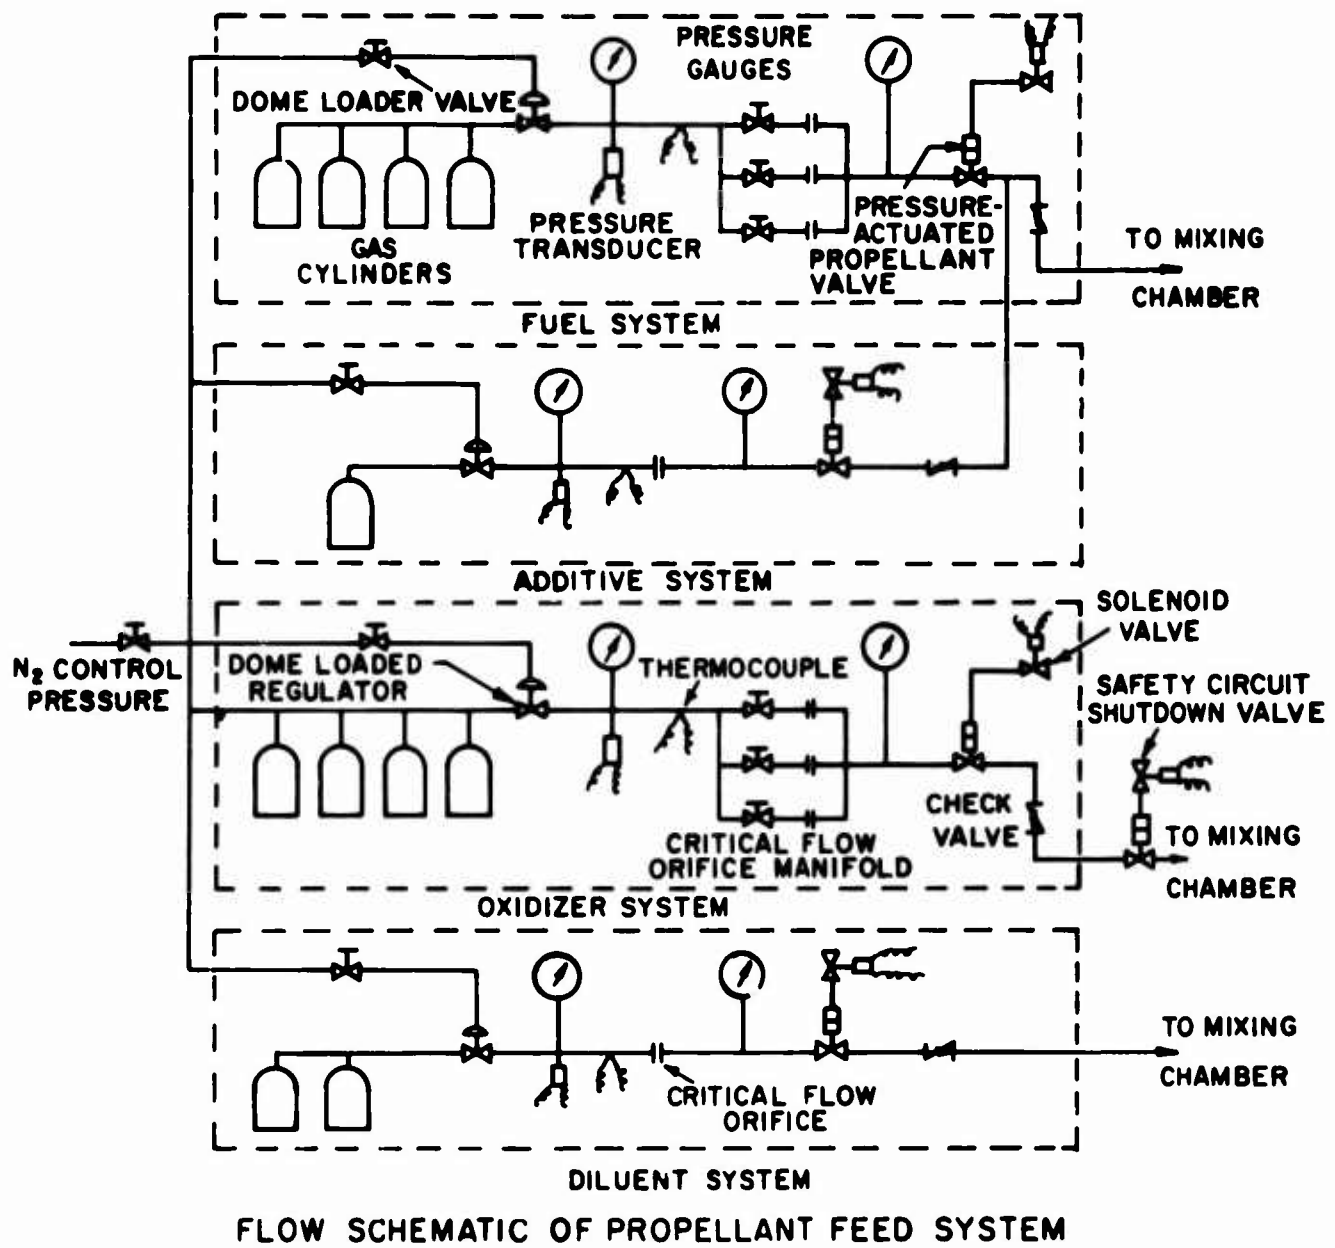 PRESSURE
GAUGES
DOME LOADER VALVE
PRESSURE
TRANSDUCER
GAS
CYLINDERS
PRESSURE-
ACTUATED
PROPELLANT
VALVE
TO MIXING
CHAMBER
FUEL SYSTEM
ADDITIVE SYSTEM
SOLENOID
VALVE
N2 CONTROL
PRESSURE
DOME LOADED
REGULATOR
THERMOCOUPLE
SAFETY CIRCUIT
SHUTDOWN VALVE
CHECK
VALVE
CRITICAL FLOW
ORIFICE MANIFOLD
TO MIXING
CHAMBER
OXIDIZER SYSTEM
TO MIXING
CHAMBER
CRITICAL FLOW
ORIFICE
DILUENT SYSTEM
FLOW SCHEMATIC OF PROPELLANT FEED SYSTEM